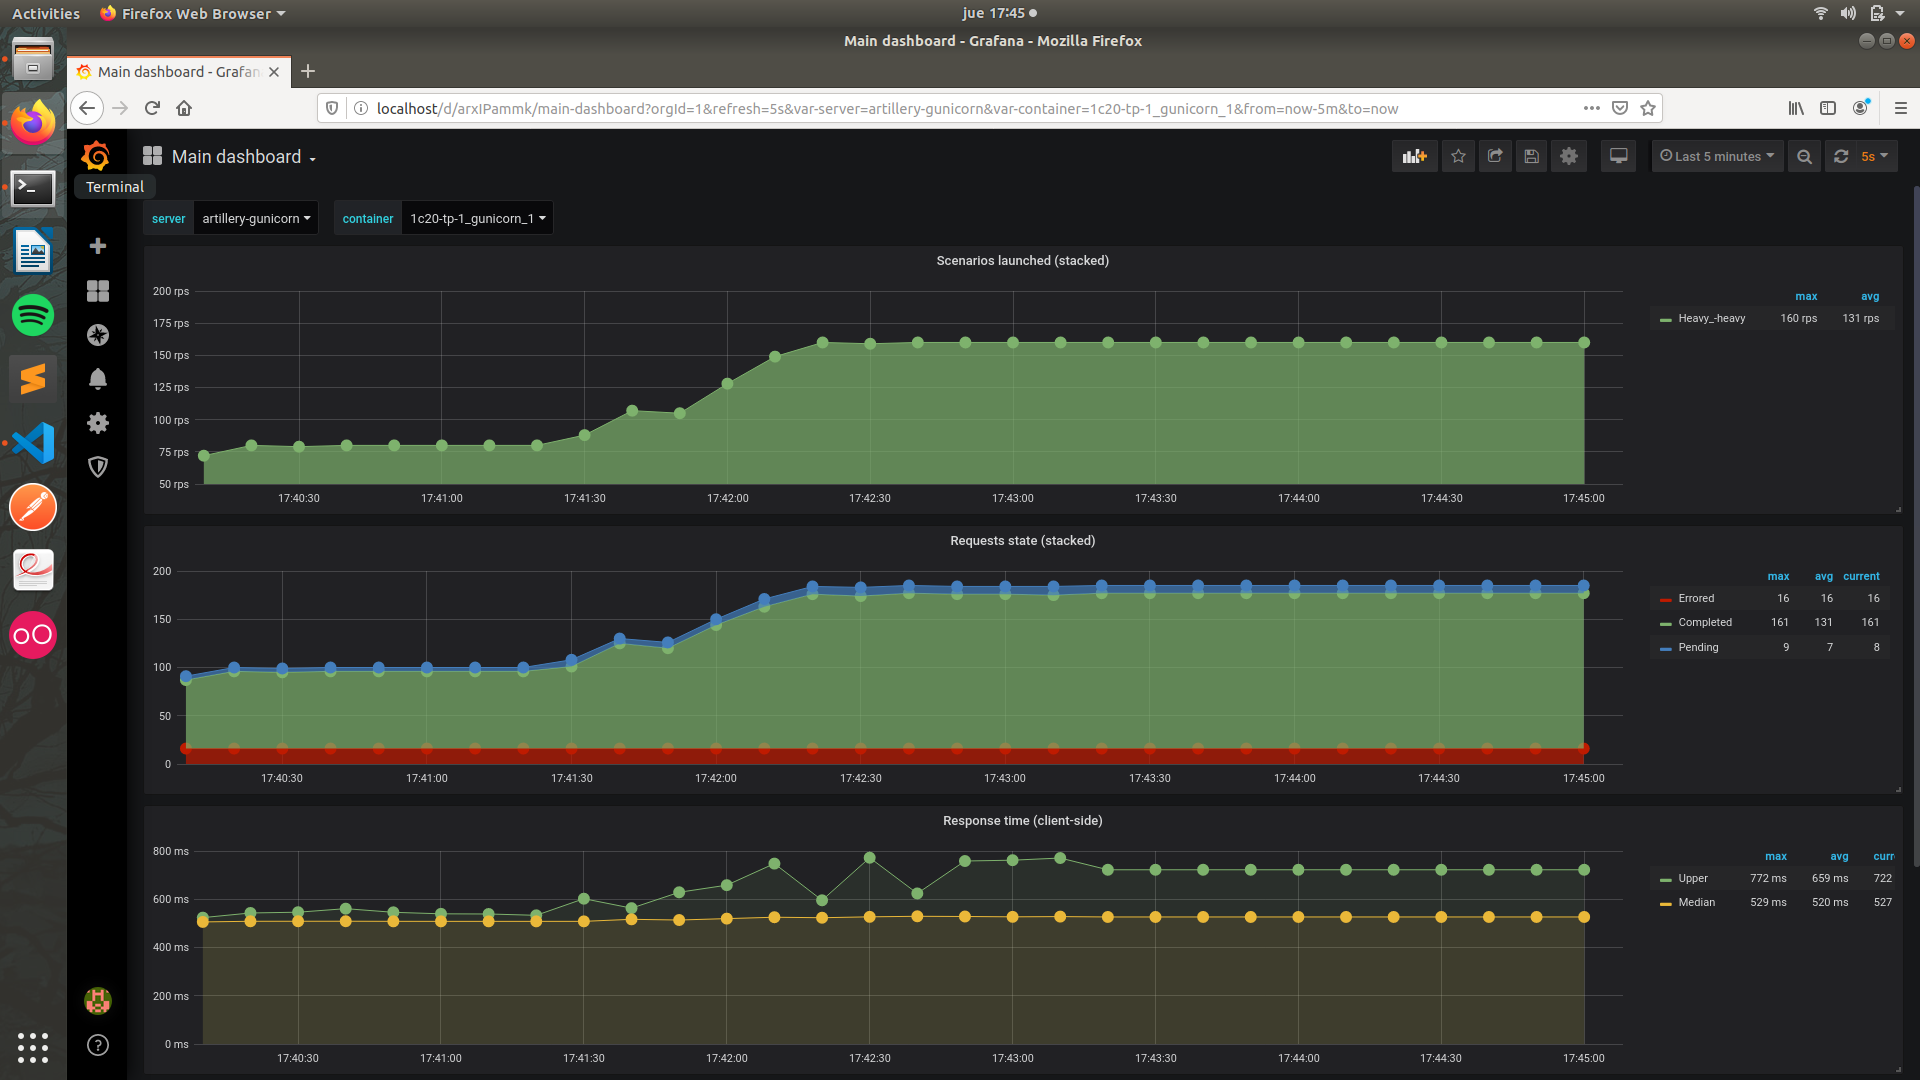 Activities Firefox Web Browser jue 17:45
Main dashboard - Grafana - Mozilla Firefox
Main dashboard - Grafan
localhost/d/arxIPammk/main-dashboard?orgId=1&refresh=5s&var-server=artillery-gunicorn&var-container=1c20-tp-1_gunicorn_1&from=now-5m&to=now
Main dashboard Last 5 minutes 5s
Terminal
server artillery-gunicorn container 1c20-tp-1_gunicorn_1
Scenarios launched (stacked)
200 rps
175 rps
150 rps
125 rps
100 rps
75 rps
50 rps
17:40:30 17:41:00 17:41:30 17:42:00 17:42:30 17:43:00 17:43:30 17:44:00 17:44:30 17:45:00
max avg
Heavy_-heavy 160 rps 131 rps
Requests state (stacked)
200
150
100
50
0
17:40:30 17:41:00 17:41:30 17:42:00 17:42:30 17:43:00 17:43:30 17:44:00 17:44:30 17:45:00
max avg current
Errored 16 16 16
Completed 161 131 161
Pending 9 7 8
Response time (client-side)
800 ms
600 ms
400 ms
200 ms
0 ms
17:40:30 17:41:00 17:41:30 17:42:00 17:42:30 17:43:00 17:43:30 17:44:00 17:44:30 17:45:00
max avg curr
Upper 772 ms 659 ms 722
Median 529 ms 520 ms 527